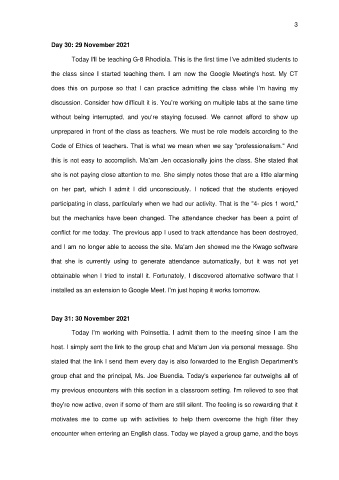 3
Day 30: 29 November 2021
Today I'll be teaching G-8 Rhodiola. This is the first time I've admitted students to
the class since I started teaching them. I am now the Google Meeting's host. My CT
does this on purpose so that I can practice admitting the class while I'm having my
discussion. Consider how difficult it is. You're working on multiple tabs at the same time
without being interrupted, and you're staying focused. We cannot afford to show up
unprepared in front of the class as teachers. We must be role models according to the
Code of Ethics of teachers. That is what we mean when we say "professionalism." And
this is not easy to accomplish. Ma'am Jen occasionally joins the class. She stated that
she is not paying close attention to me. She simply notes those that are a little alarming
on her part, which I admit I did unconsciously. I noticed that the students enjoyed
participating in class, particularly when we had our activity. That is the "4- pics 1 word,"
but the mechanics have been changed. The attendance checker has been a point of
conflict for me today. The previous app I used to track attendance has been destroyed,
and I am no longer able to access the site. Ma'am Jen showed me the Kwago software
that she is currently using to generate attendance automatically, but it was not yet
obtainable when I tried to install it. Fortunately, I discovered alternative software that I
installed as an extension to Google Meet. I'm just hoping it works tomorrow.
Day 31: 30 November 2021
Today I'm working with Poinsettia. I admit them to the meeting since I am the
host. I simply sent the link to the group chat and Ma'am Jen via personal message. She
stated that the link I send them every day is also forwarded to the English Department's
group chat and the principal, Ms. Joe Buendia. Today's experience far outweighs all of
my previous encounters with this section in a classroom setting. I'm relieved to see that
they're now active, even if some of them are still silent. The feeling is so rewarding that it
motivates me to come up with activities to help them overcome the high filter they
encounter when entering an English class. Today we played a group game, and the boys